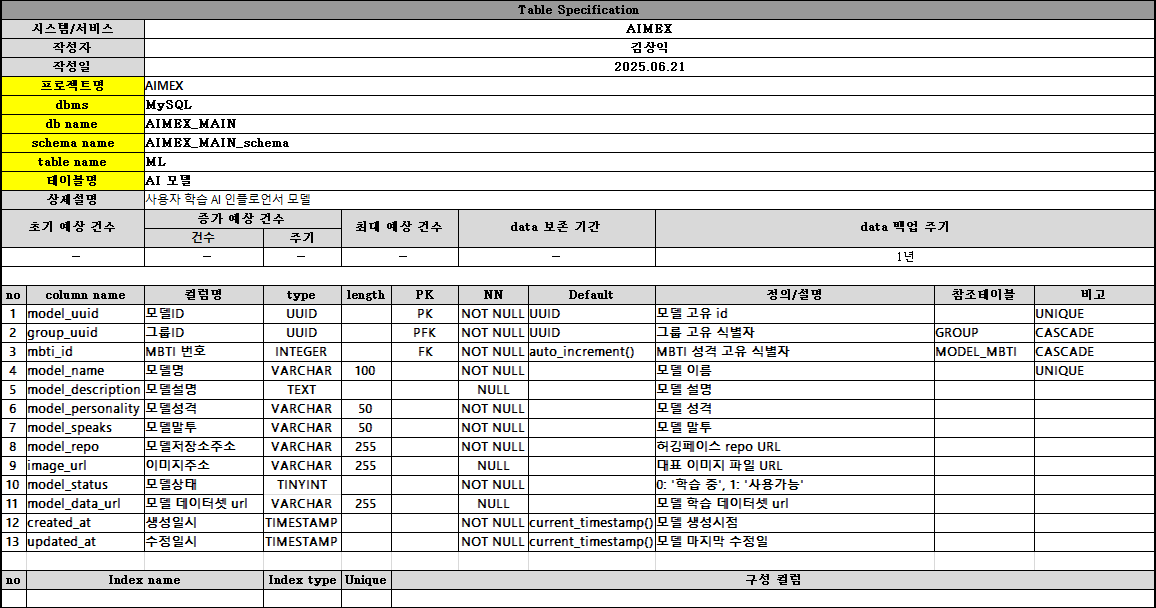 Table Specification
시스템/서비스 AIMEX
작성자 김상익
작성일 2025.06.21
프로젝트명 AIMEX
dbms MySQL
db name AIMEX_MAIN
schema name AIMEX_MAIN_schema
table name ML
테이블명 AI 모델
상세설명 사용자 학습 AI 인플로언서 모델
초기 예상 건수 증가 예상 건수 최대 예상 건수 data 보존 기간 data 백업 주기
건수 주기
— — — — — 1년
no column name 컬럼명 type length PK NN Default 정의/설명 참조테이블 비고
1 model_uuid 모델ID UUID PK NOT NULL UUID 모델 고유 id UNIQUE
2 group_uuid 그룹ID UUID PFK NOT NULL UUID 그룹 고유 식별자 GROUP CASCADE
3 mbti_id MBTI 번호 INTEGER FK NOT NULL auto_increment() MBTI 성격 고유 식별자 MODEL_MBTI CASCADE
4 model_name 모델명 VARCHAR 100 NOT NULL 모델 이름 UNIQUE
5 model_description 모델설명 TEXT NULL 모델 설명
6 model_personality 모델성격 VARCHAR 50 NOT NULL 모델 성격
7 model_speaks 모델말투 VARCHAR 50 NOT NULL 모델 말투
8 model_repo 모델저장소주소 VARCHAR 255 NOT NULL 허깅페이스 repo URL
9 image_url 이미지주소 VARCHAR 255 NULL 대표 이미지 파일 URL
10 model_status 모델상태 TINYINT NOT NULL 0: '학습 중', 1: '사용가능'
11 model_data_url 모델 데이터셋 url VARCHAR 255 NULL 모델 학습 데이터셋 url
12 created_at 생성일시 TIMESTAMP NOT NULL current_timestamp() 모델 생성시점
13 updated_at 수정일시 TIMESTAMP NOT NULL current_timestamp() 모델 마지막 수정일
no Index name Index type Unique 구성 컬럼